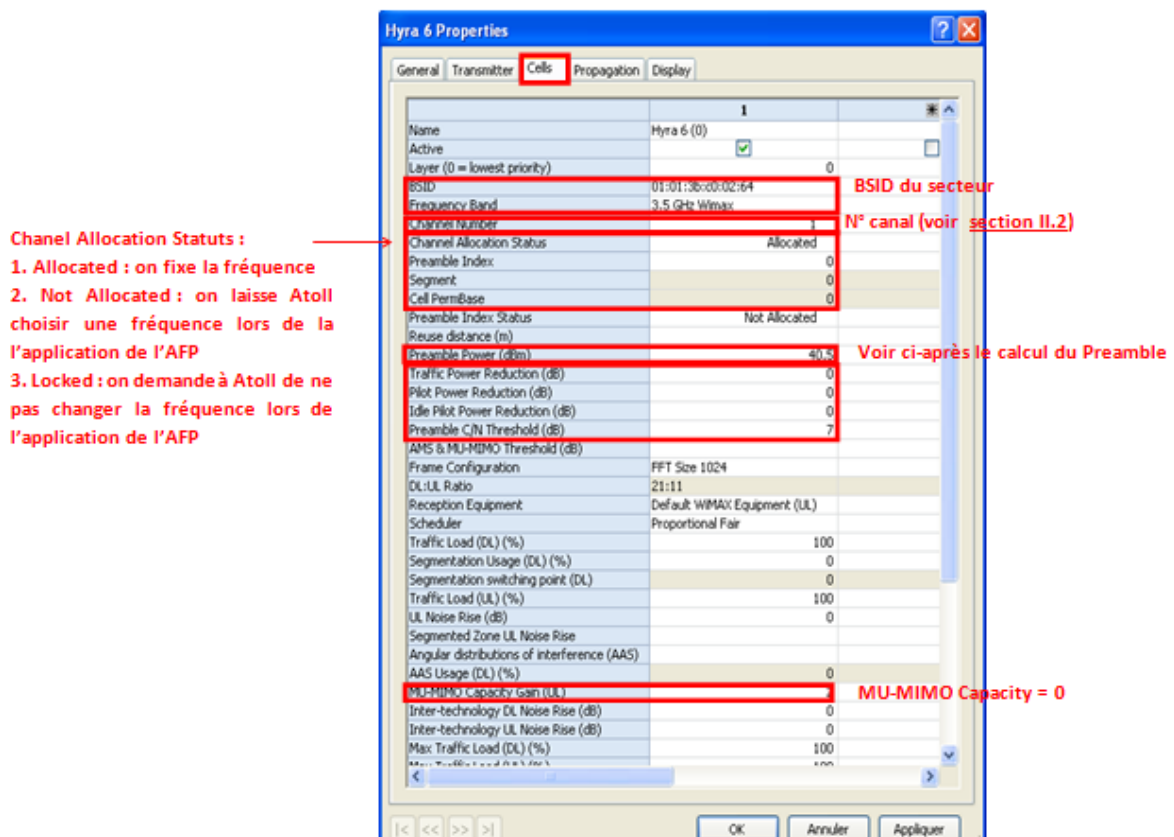 Hyra 6 Properties
General Transmitter Cells Propagation Display
1
Name Hyra 6 (0)
Active
Layer (0 = lowest priority) 0
BSID 01:01:3b:c0:02:64 BSID du secteur
Frequency Band 3.5 GHz Wimax
Channel Number 1 N° canal (voir section II.2)
Chanel Allocation Statuts :
1. Allocated : on fixe la fréquence
2. Not Allocated : on laisse Atoll
choisir une fréquence lors de la
l'application de l'AFP
3. Locked : on demande à Atoll de ne
pas changer la fréquence lors de
l'application de l'AFP
Channel Allocation Status Allocated
Preamble Index 0
Segment 0
Cell PermBase 0
Preamble Index Status Not Allocated
Reuse distance (m)
Preamble Power (dBm) 40,5 Voir ci-après le calcul du Preamble
Traffic Power Reduction (dB) 0
Pilot Power Reduction (dB) 0
Idle Pilot Power Reduction (dB) 0
Preamble C/N Threshold (dB) 7
AMS & MU-MIMO Threshold (dB)
Frame Configuration FFT Size 1024
DL:UL Ratio 21:11
Reception Equipment Default WiMAX Equipment (UL)
Scheduler Proportional Fair
Traffic Load (DL) (%) 100
Segmentation Usage (DL) (%) 0
Segmentation switching point (DL) 0
Traffic Load (UL) (%) 100
UL Noise Rise (dB) 0
Segmented Zone UL Noise Rise
Angular distributions of interference (AAS)
AAS Usage (DL) (%) 0
MU-MIMO Capacity Gain (UL) MU-MIMO Capacity = 0
Inter-technology DL Noise Rise (dB) 0
Inter-technology UL Noise Rise (dB) 0
Max Traffic Load (DL) (%) 100
Max Traffic Load (UL) (%) 100
|< << >> >| OK Annuler Appliquer